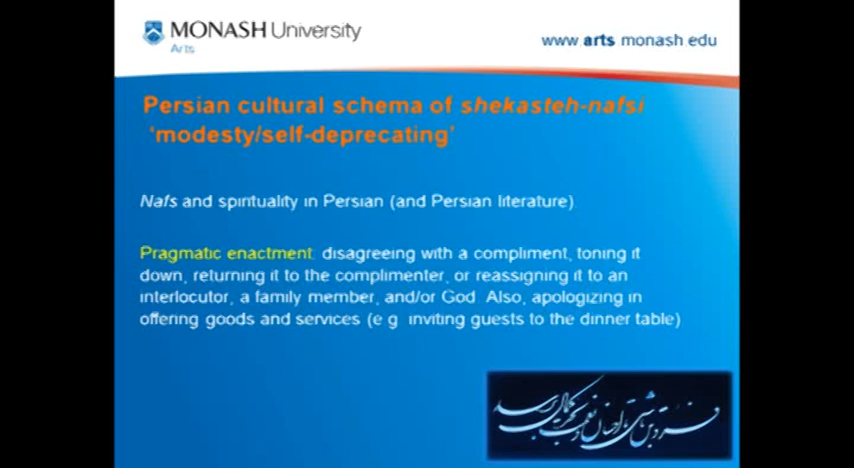 MONASH University
Arts
www arts monash edu
Persian cultural schema of shekasteh-nafsi
'modesty/self-deprecating'
Nafs and spirituality in Persian (and Persian literature)
Pragmatic enactment: disagreeing with a compliment, toning it
down, returning it to the complimenter, or reassigning it to an
interlocutor, a family member, and/or God. Also, apologizing in
offering goods and services (e g inviting guests to the dinner table)